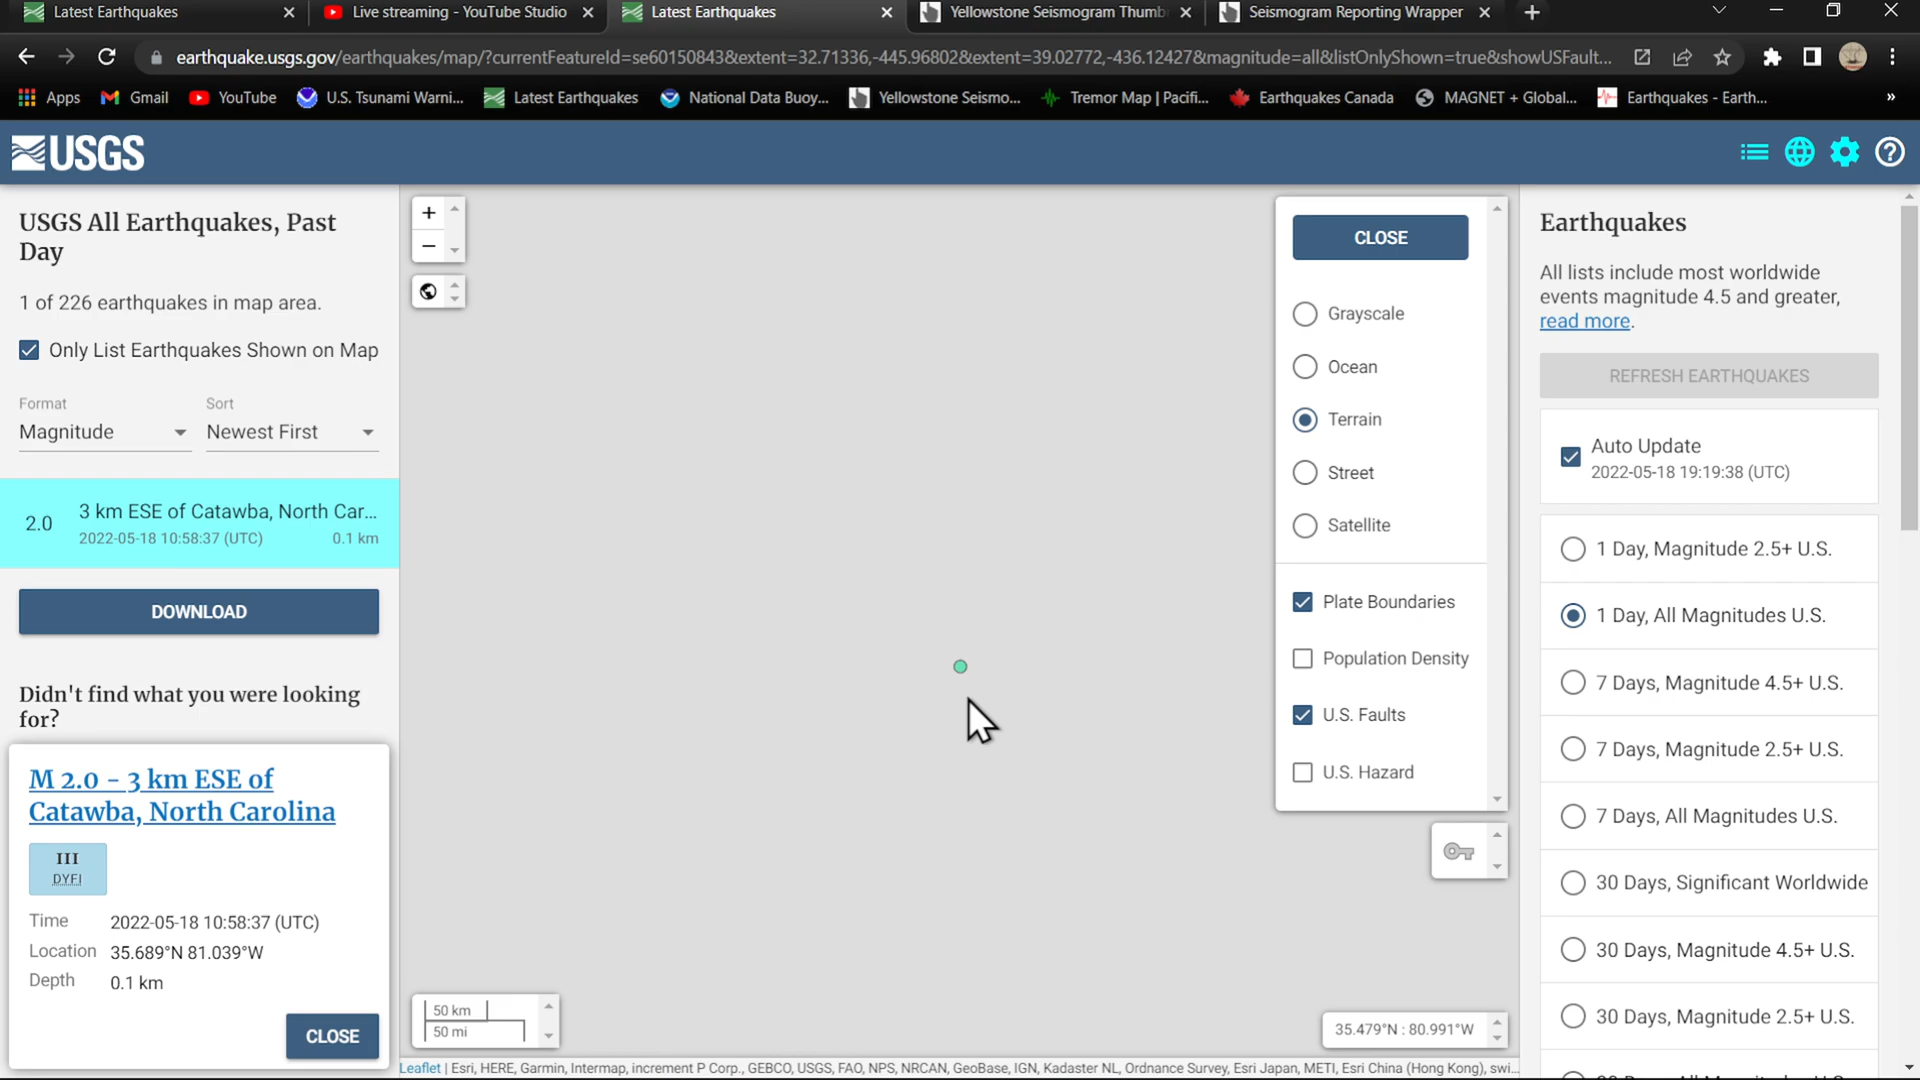 Latest Earthquakes
Live streaming - YouTube Studio
Latest Earthquakes
Yellowstone Seismogram Thumb
Seismogram Reporting Wrapper
earthquake.usgs.gov/earthquakes/map/?currentFeatureId=se60150843&extent=32.71336,-445.96802&extent=39.02772,-436.12427&magnitude=all&listOnlyShown=true&showUSFault...
Apps
Gmail
YouTube
U.S. Tsunami Warni...
Latest Earthquakes
National Data Buoy...
Yellowstone Seismo...
Tremor Map | Pacifi...
Earthquakes Canada
MAGNET + Global...
Earthquakes - Earth...
»
USGS
USGS All Earthquakes, Past
Day
1 of 226 earthquakes in map area.
Only List Earthquakes Shown on Map
Format
Sort
Magnitude
Newest First
2.0
3 km ESE of Catawba, North Car...
2022-05-18 10:58:37 (UTC)
0.1 km
DOWNLOAD
Didn't find what you were looking
for?
M 2.0 - 3 km ESE of
Catawba, North Carolina
III
DYFI
Time 2022-05-18 10:58:37 (UTC)
Location 35.689°N 81.039°W
Depth 0.1 km
CLOSE
+
−
50 km
50 mi
CLOSE
Grayscale
Ocean
Terrain
Street
Satellite
Plate Boundaries
Population Density
U.S. Faults
U.S. Hazard
35.479°N : 80.991°W
Leaflet | Esri, HERE, Garmin, Intermap, increment P Corp., GEBCO, USGS, FAO, NPS, NRCAN, GeoBase, IGN, Kadaster NL, Ordnance Survey, Esri Japan, METI, Esri China (Hong Kong), swi...
Earthquakes
All lists include most worldwide
events magnitude 4.5 and greater,
read more.
REFRESH EARTHQUAKES
Auto Update
2022-05-18 19:19:38 (UTC)
1 Day, Magnitude 2.5+ U.S.
1 Day, All Magnitudes U.S.
7 Days, Magnitude 4.5+ U.S.
7 Days, Magnitude 2.5+ U.S.
7 Days, All Magnitudes U.S.
30 Days, Significant Worldwide
30 Days, Magnitude 4.5+ U.S.
30 Days, Magnitude 2.5+ U.S.